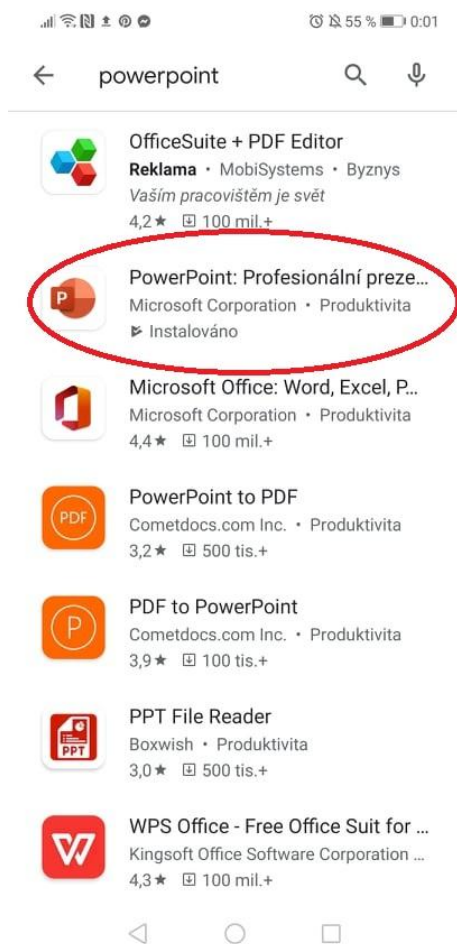 55 % 0:01
powerpoint
OfficeSuite + PDF Editor
Reklama • MobiSystems • Byznys
Vaším pracovištěm je svět
4,2★ 100 mil.+
P
PowerPoint: Profesionální preze...
Microsoft Corporation • Produktivita
Instalováno
Microsoft Office: Word, Excel, P...
Microsoft Corporation • Produktivita
4,4★ 100 mil.+
PDF
PowerPoint to PDF
Cometdocs.com Inc. • Produktivita
3,2★ 500 tis.+
P
PDF to PowerPoint
Cometdocs.com Inc. • Produktivita
3,9★ 100 tis.+
PPT
PPT File Reader
Boxwish • Produktivita
3,0★ 500 tis.+
W
WPS Office - Free Office Suit for ...
Kingsoft Office Software Corporation ...
4,3★ 100 mil.+